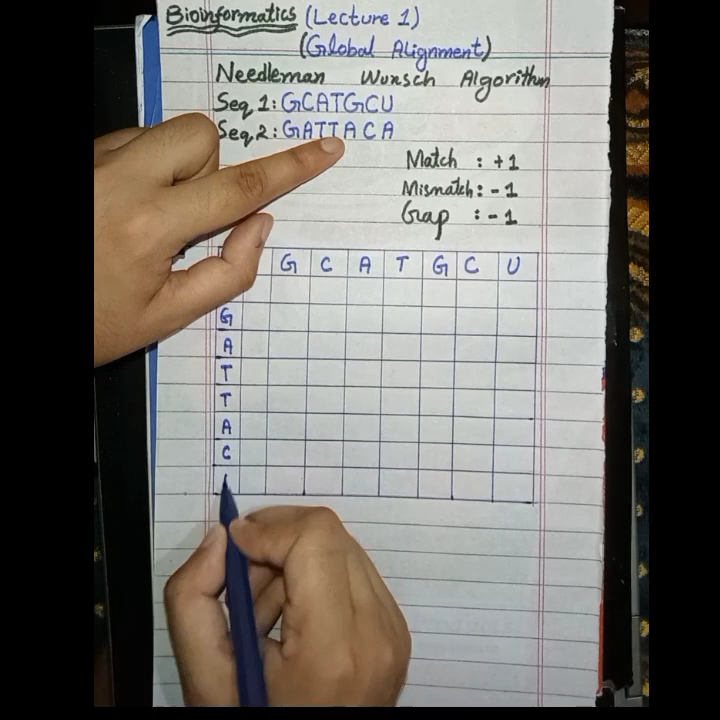 Bioinformatics (Lecture 1)
(Global Alignment)
Needleman Wunsch Algorithm
Seq 1: GCATGCU
Seq 2: GATTACA
Match : +1
Mismatch : -1
Gap : -1
G C A T G C U
G
A
T
T
A
C